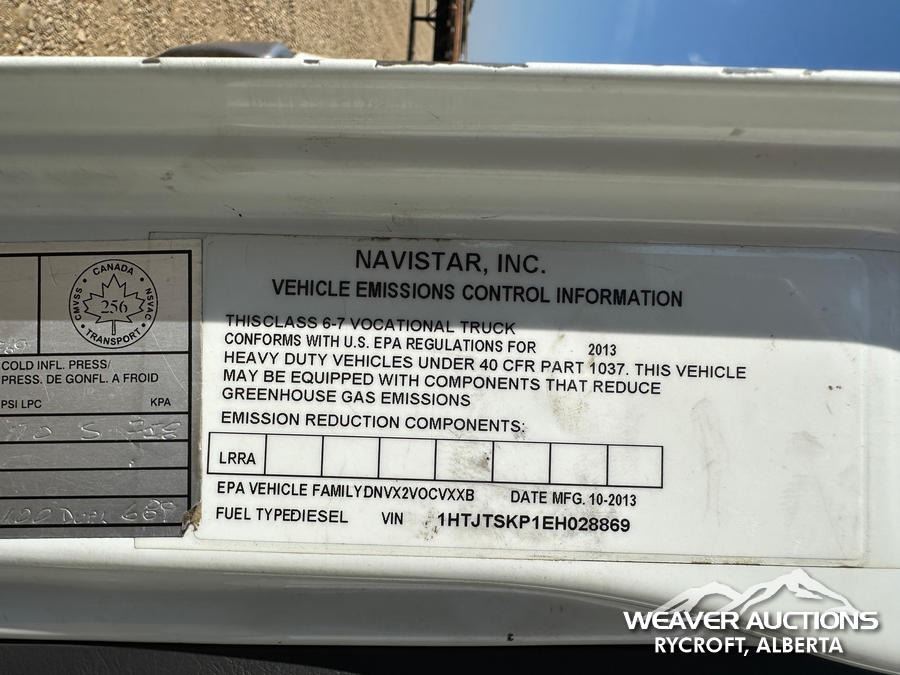 NAVISTAR, INC.
VEHICLE EMISSIONS CONTROL INFORMATION
THISCLASS 6-7 VOCATIONAL TRUCK
CONFORMS WITH U.S. EPA REGULATIONS FOR 2013
HEAVY DUTY VEHICLES UNDER 40 CFR PART 1037. THIS VEHICLE
MAY BE EQUIPPED WITH COMPONENTS THAT REDUCE
GREENHOUSE GAS EMISSIONS
EMISSION REDUCTION COMPONENTS:
LRRA
EPA VEHICLE FAMILYDNVX2VOCVXXB DATE MFG. 10-2013
FUEL TYPEDIESEL VIN 1HTJTSKP1EH028869
CANADA
CMVSS 256 NSVAC
TRANSPORT
COLD INFL. PRESS/
PRESS. DE GONFL. A FROID
PSI LPC KPA
S 758
689
WEAVER AUCTIONS
RYCROFT, ALBERTA